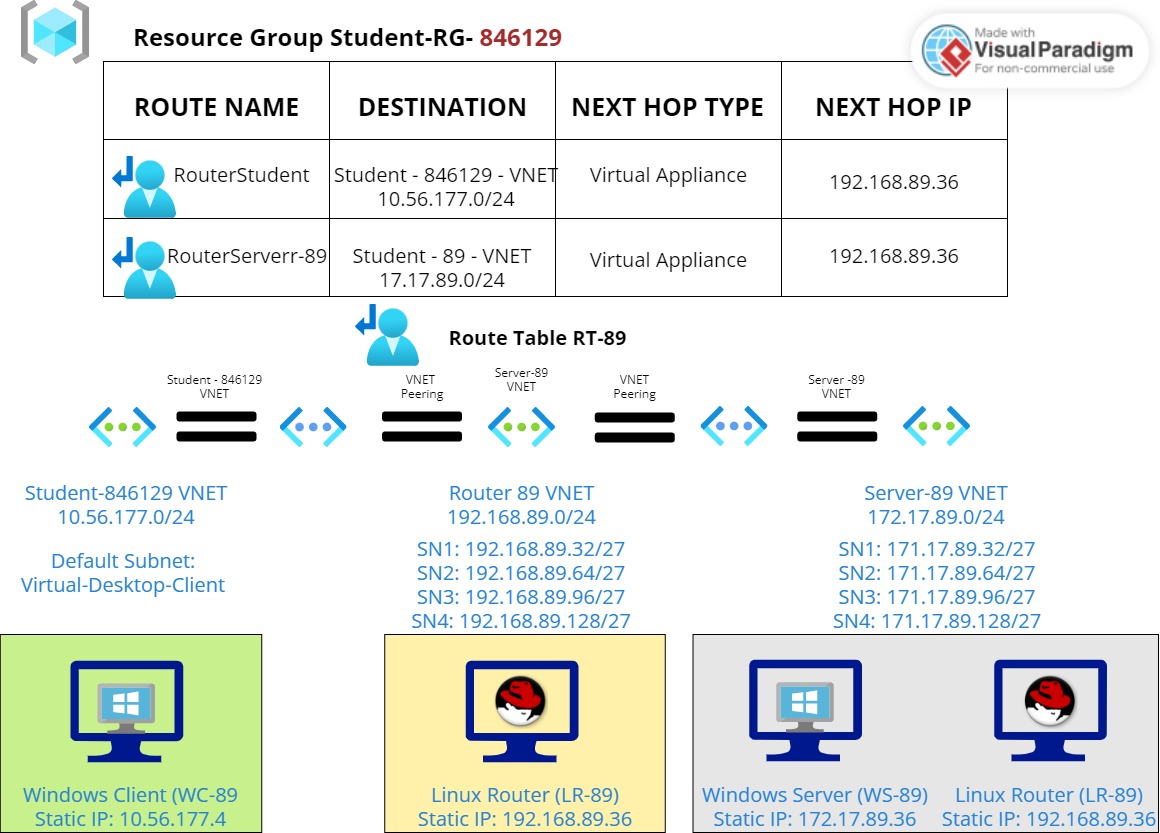 Resource Group Student-RG- 846129
Made with
VisualParadigm
For non-commercial use
ROUTE NAME DESTINATION NEXT HOP TYPE NEXT HOP IP
RouterStudent Student - 846129 - VNET Virtual Appliance 192.168.89.36
10.56.177.0/24
RouterServerr-89 Student - 89 - VNET Virtual Appliance 192.168.89.36
17.17.89.0/24
Route Table RT-89
Student - 846129
VNET
VNET
Peering
Server-89
VNET
VNET
Peering
Server -89
VNET
Student-846129 VNET
10.56.177.0/24
Default Subnet:
Virtual-Desktop-Client
Router 89 VNET
192.168.89.0/24
SN1: 192.168.89.32/27
SN2: 192.168.89.64/27
SN3: 192.168.89.96/27
SN4: 192.168.89.128/27
Server-89 VNET
172.17.89.0/24
SN1: 171.17.89.32/27
SN2: 171.17.89.64/27
SN3: 171.17.89.96/27
SN4: 171.17.89.128/27
Windows Client (WC-89
Static IP: 10.56.177.4
Linux Router (LR-89)
Static IP: 192.168.89.36
Windows Server (WS-89)
Static IP: 172.17.89.36
Linux Router (LR-89)
Static IP: 192.168.89.36